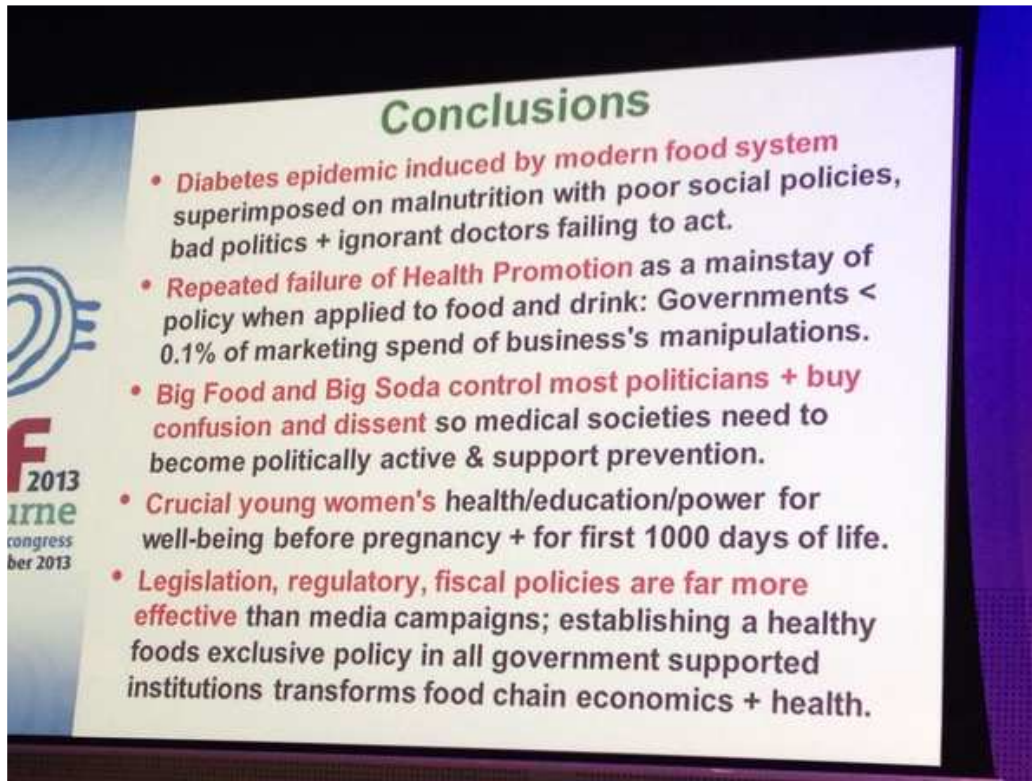 Conclusions
• Diabetes epidemic induced by modern food system
superimposed on malnutrition with poor social policies,
bad politics + ignorant doctors failing to act.
• Repeated failure of Health Promotion as a mainstay of
policy when applied to food and drink: Governments <
0.1% of marketing spend of business's manipulations.
• Big Food and Big Soda control most politicians + buy
confusion and dissent so medical societies need to
become politically active & support prevention.
• Crucial young women's health/education/power for
well-being before pregnancy + for first 1000 days of life.
• Legislation, regulatory, fiscal policies are far more
effective than media campaigns; establishing a healthy
foods exclusive policy in all government supported
institutions transforms food chain economics + health.
f
2013
urne
congress
ber 2013